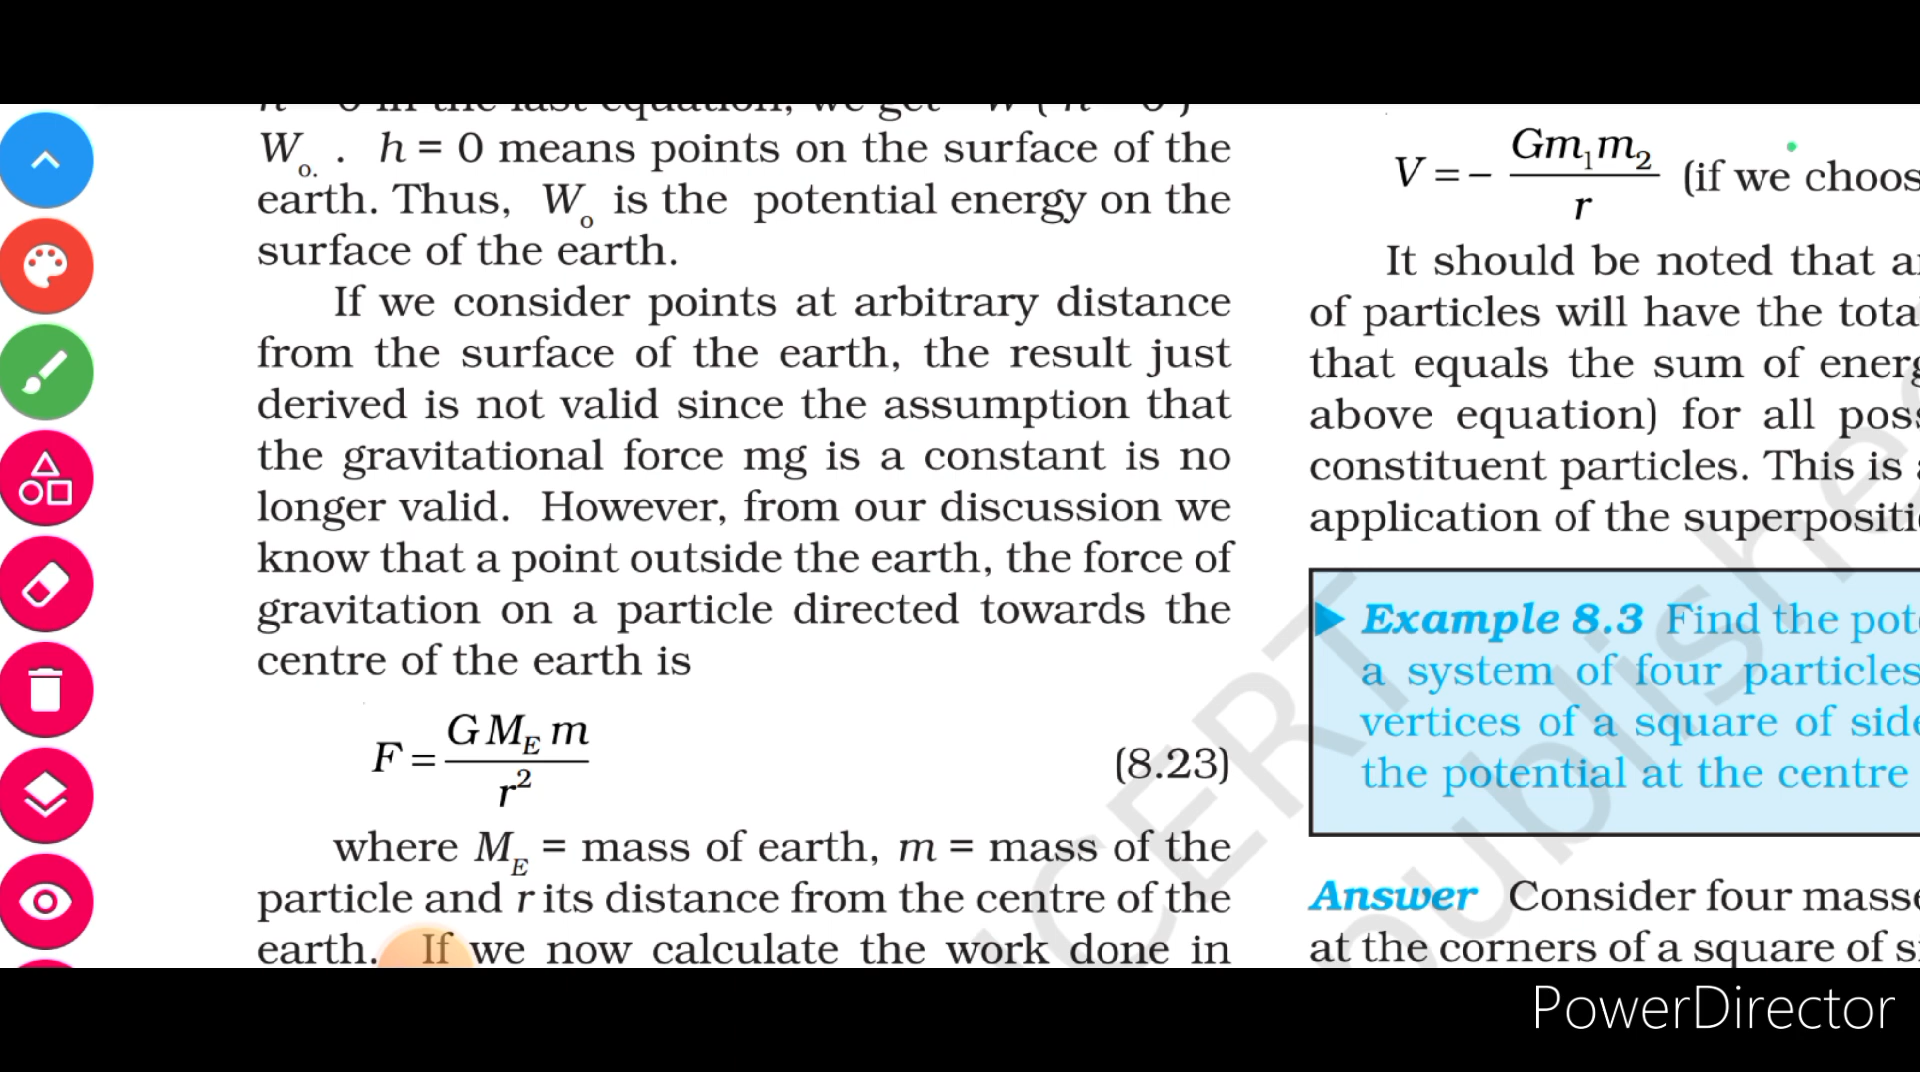 W₀. . h = 0 means points on the surface of the
earth. Thus, W₀ is the potential energy on the
surface of the earth.
If we consider points at arbitrary distance
from the surface of the earth, the result just
derived is not valid since the assumption that
the gravitational force mg is a constant is no
longer valid. However, from our discussion we
know that a point outside the earth, the force of
gravitation on a particle directed towards the
centre of the earth is
F = G M_E m / r² (8.23)
where M_E = mass of earth, m = mass of the
particle and r its distance from the centre of the
earth. If we now calculate the work done in
V = − Gm₁m₂ / r (if we choos
It should be noted that
of particles will have the tota
that equals the sum of energ
above equation) for all poss
constituent particles. This is
application of the superpositi
Example 8.3 Find the pot
a system of four particles
vertices of a square of side
the potential at the centre
Answer Consider four masse
at the corners of a square of si
PowerDirector